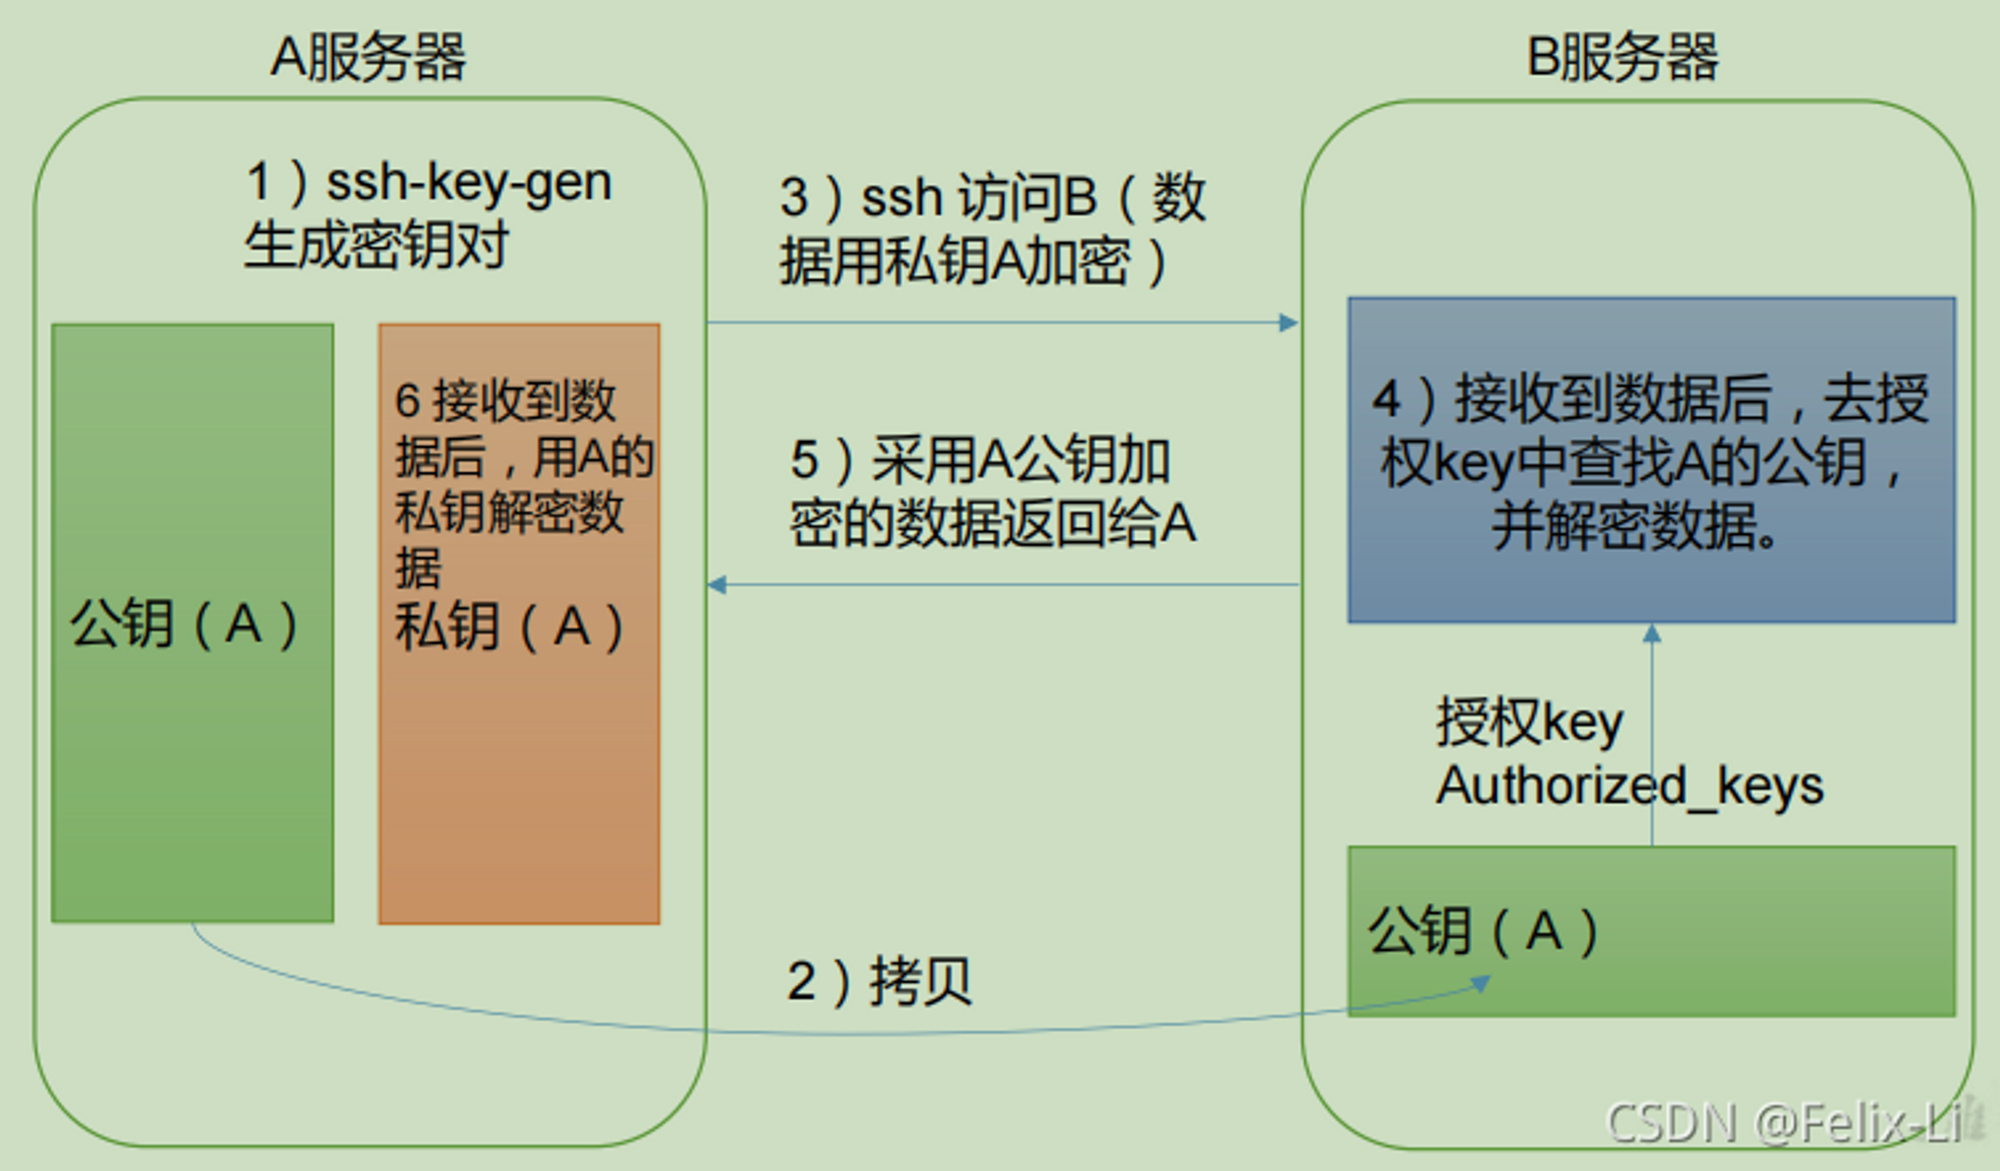 A服务器
B服务器
1）ssh-key-gen
生成密钥对
3）ssh 访问B（数
据用私钥A加密）
公钥（A）
6 接收到数
据后，用A的
私钥解密数
据
私钥（A）
5）采用A公钥加
密的数据返回给A
4）接收到数据后，去授
权key中查找A的公钥，
并解密数据。
授权key
Authorized_keys
公钥（A）
2）拷贝
CSDN @Felix-Li